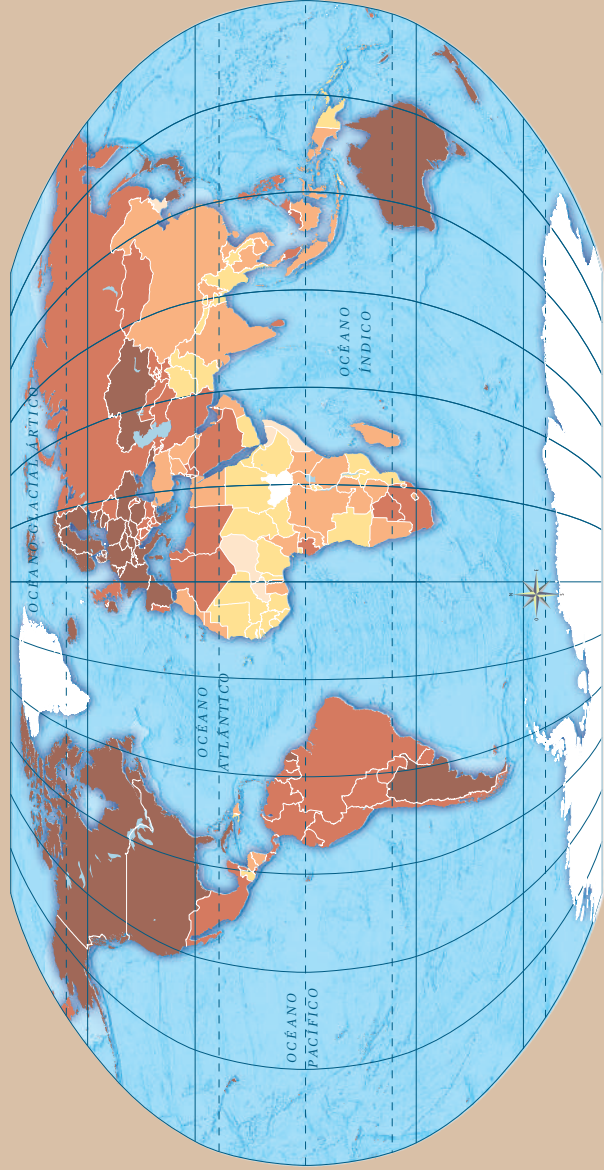 OCÉANO GLACIAL ÁRTICO
OCÉANO
PACÍFICO
OCÉANO
ATLÁNTICO
OCÉANO
ÍNDICO